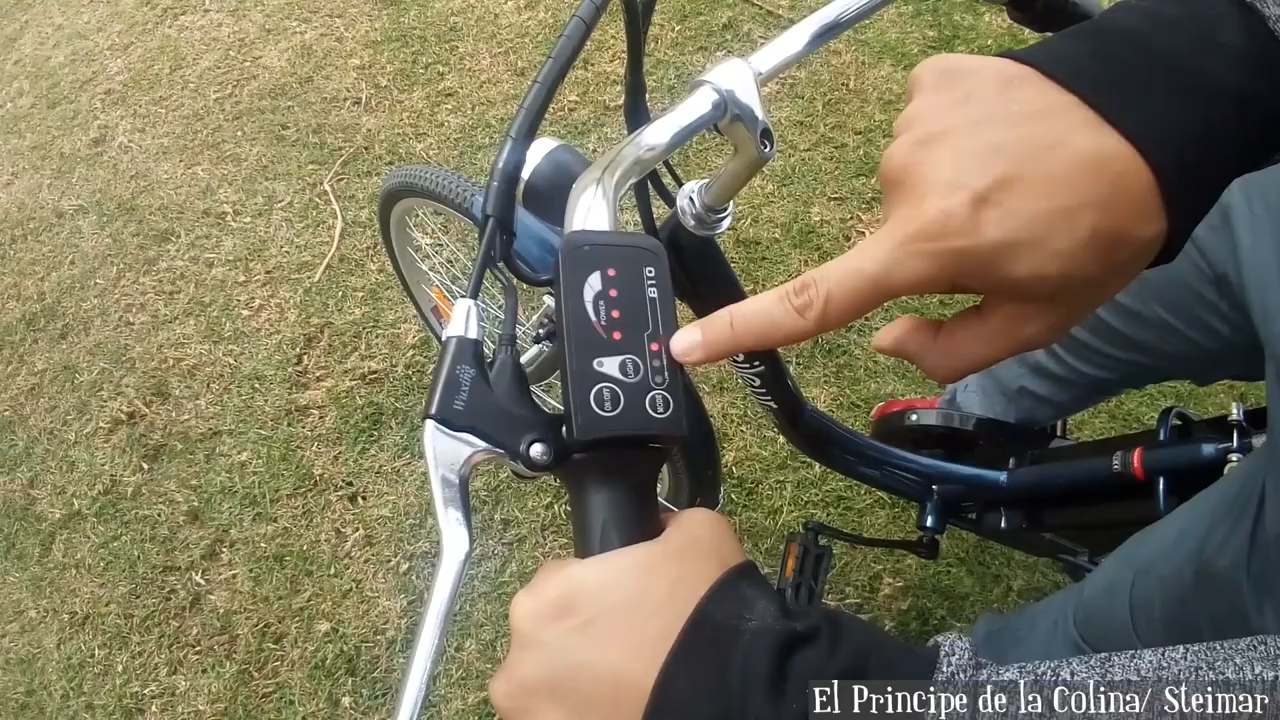 810
POWER
LIGHT
ON/OFF
MODE
Wuxing
El Principe de la Colina/ Steimar